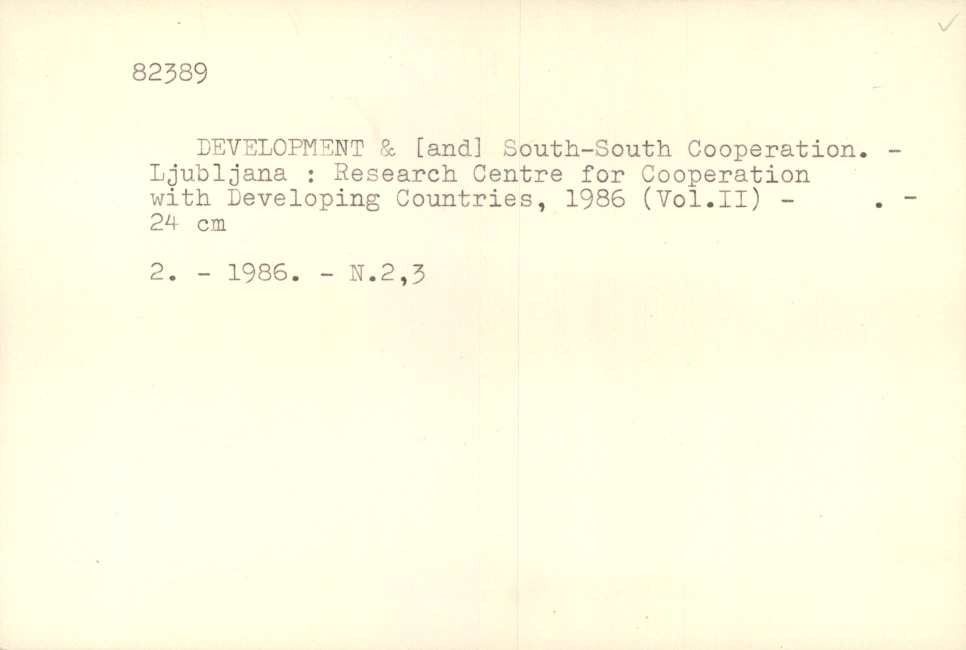 82389
DEVELOPMENT & [and] South-South Cooperation. -
Ljubljana : Research Centre for Cooperation
with Developing Countries, 1986 (Vol.II) - . -
24 cm
2. - 1986. - N.2,3